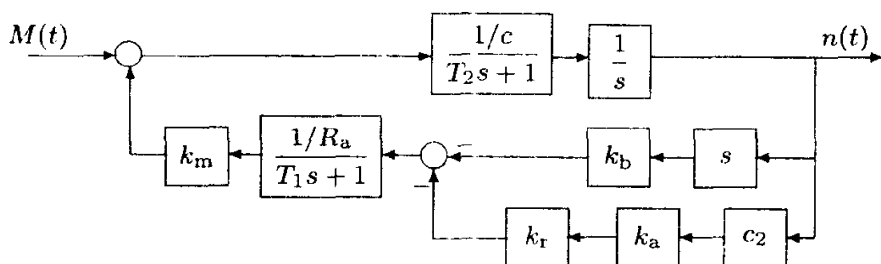 M(t)
n(t)
1/c
T₂s + 1
1
s
k_m
1/R_a
T₁s + 1
−
k_b
s
−
k_r
k_a
c₂